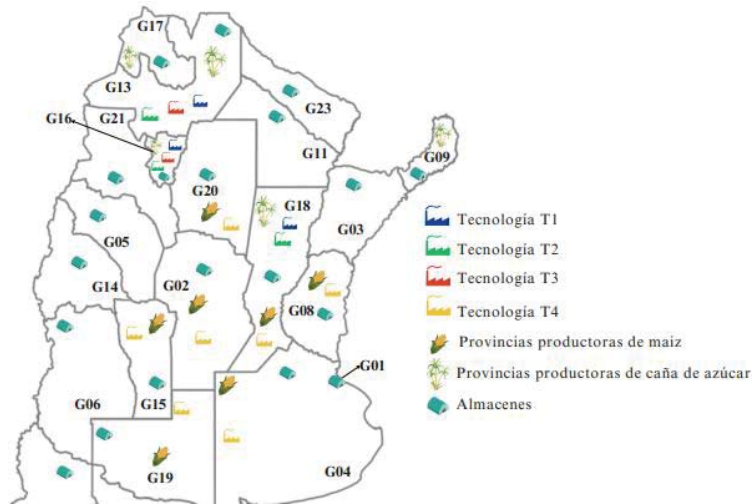 G17
G13
G23
G16
G21
G11
G09
G20
G18
G03
G05
G14
G02
G08
G01
G06
G15
G19
G04
Tecnología T1
Tecnología T2
Tecnología T3
Tecnología T4
Provincias productoras de maiz
Provincias productoras de caña de azúcar
Almacenes